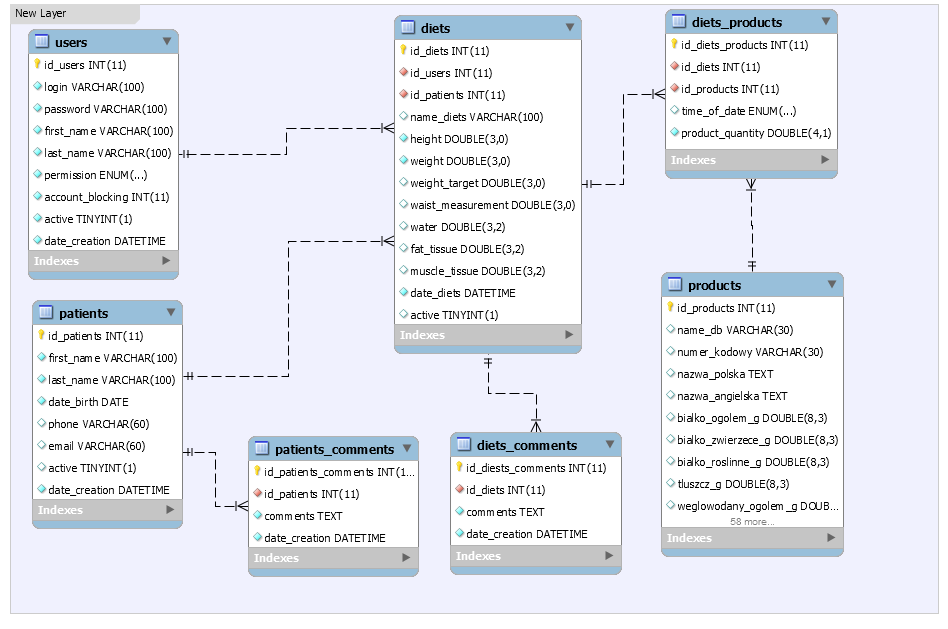 New Layer
users
id_users INT(11)
login VARCHAR(100)
password VARCHAR(100)
first_name VARCHAR(100)
last_name VARCHAR(100)
permission ENUM(...)
account_blocking INT(11)
active TINYINT(1)
date_creation DATETIME
Indexes
patients
id_patients INT(11)
first_name VARCHAR(100)
last_name VARCHAR(100)
date_birth DATE
phone VARCHAR(60)
email VARCHAR(60)
active TINYINT(1)
date_creation DATETIME
Indexes
patients_comments
id_patients_comments INT(1...
id_patients INT(11)
comments TEXT
date_creation DATETIME
Indexes
diets
id_diets INT(11)
id_users INT(11)
id_patients INT(11)
name_diets VARCHAR(100)
height DOUBLE(3,0)
weight DOUBLE(3,0)
weight_target DOUBLE(3,0)
waist_measurement DOUBLE(3,0)
water DOUBLE(3,2)
fat_tissue DOUBLE(3,2)
muscle_tissue DOUBLE(3,2)
date_diets DATETIME
active TINYINT(1)
Indexes
diets_comments
id_diests_comments INT(11)
id_diets INT(11)
comments TEXT
date_creation DATETIME
Indexes
diets_products
id_diets_products INT(11)
id_diets INT(11)
id_products INT(11)
time_of_date ENUM(...)
product_quantity DOUBLE(4,1)
Indexes
products
id_products INT(11)
name_db VARCHAR(30)
numer_kodowy VARCHAR(30)
nazwa_polska TEXT
nazwa_angielska TEXT
bialko_ogolem_g DOUBLE(8,3)
bialko_zwierzece_g DOUBLE(8,3)
bialko_roslinne_g DOUBLE(8,3)
tluszcz_g DOUBLE(8,3)
weglowodany_ogolem_g DOUB...
58 more...
Indexes